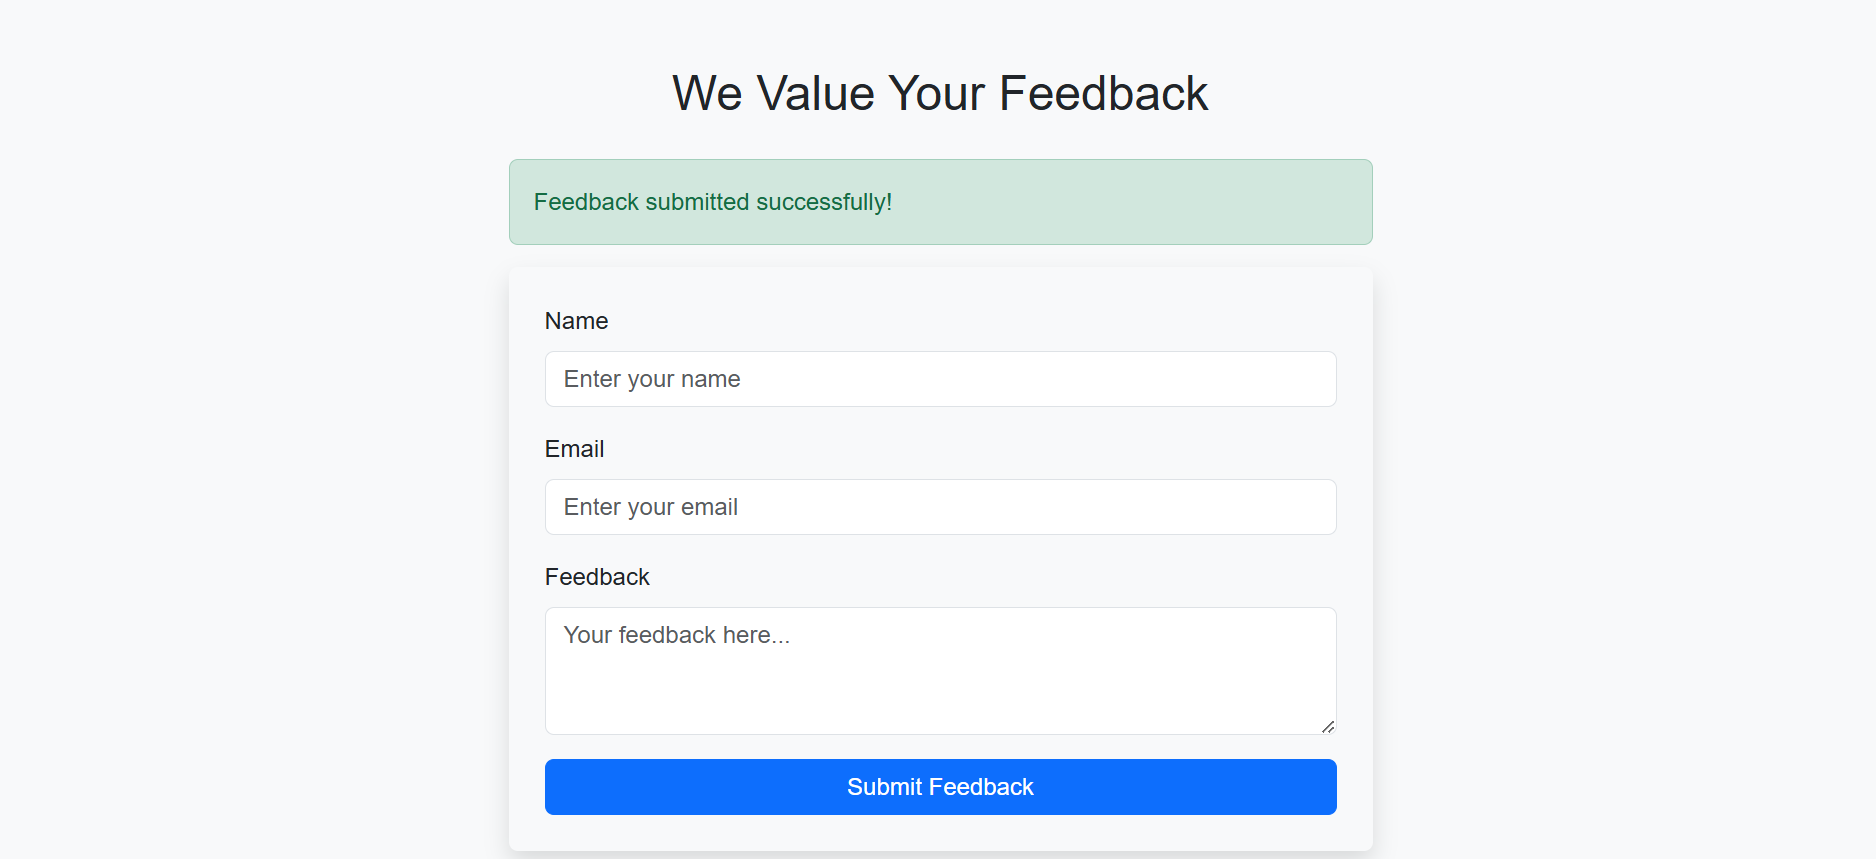 We Value Your Feedback
Feedback submitted successfully!
Name
Enter your name
Email
Enter your email
Feedback
Your feedback here...
Submit Feedback